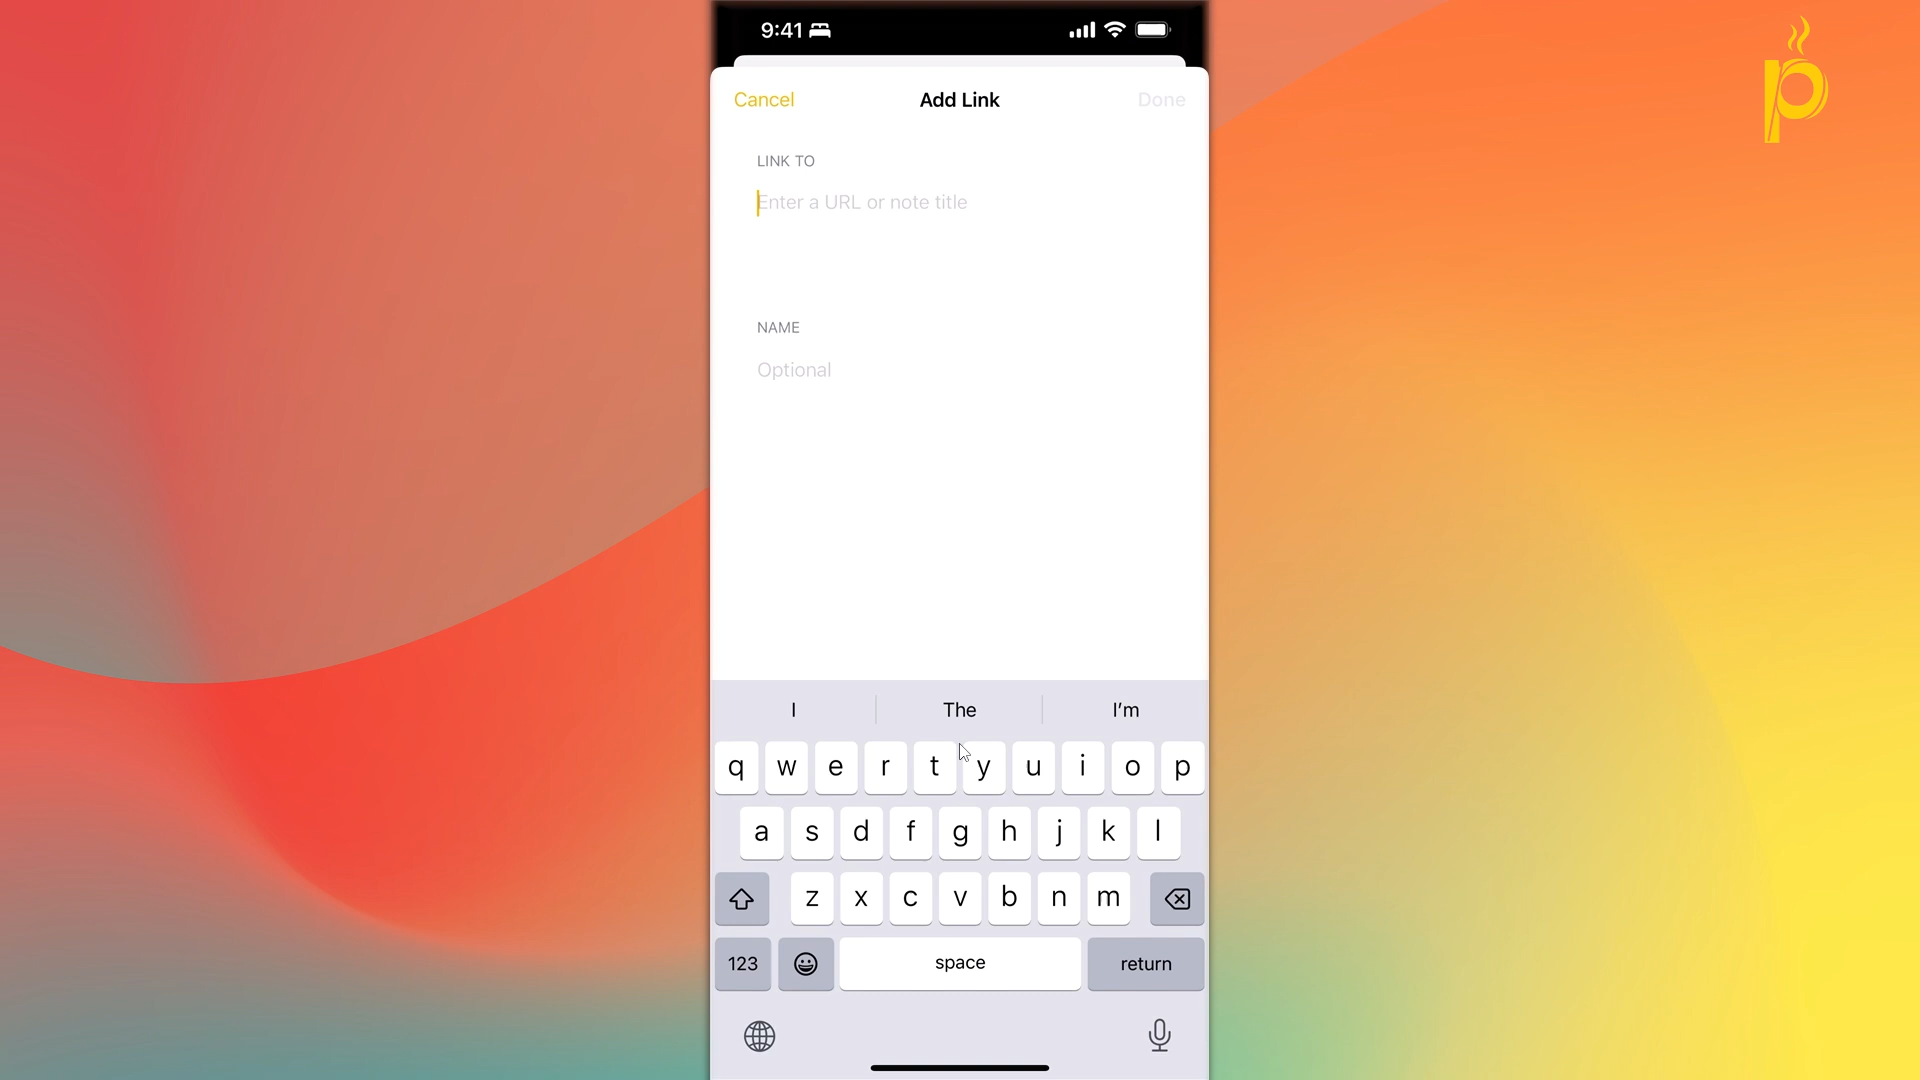 9:41
Cancel
Add Link
Done
LINK TO
Enter a URL or note title
NAME
Optional
I
The
I'm
q w e r t y u i o p
a s d f g h j k l
z x c v b n m
123
space
return
p